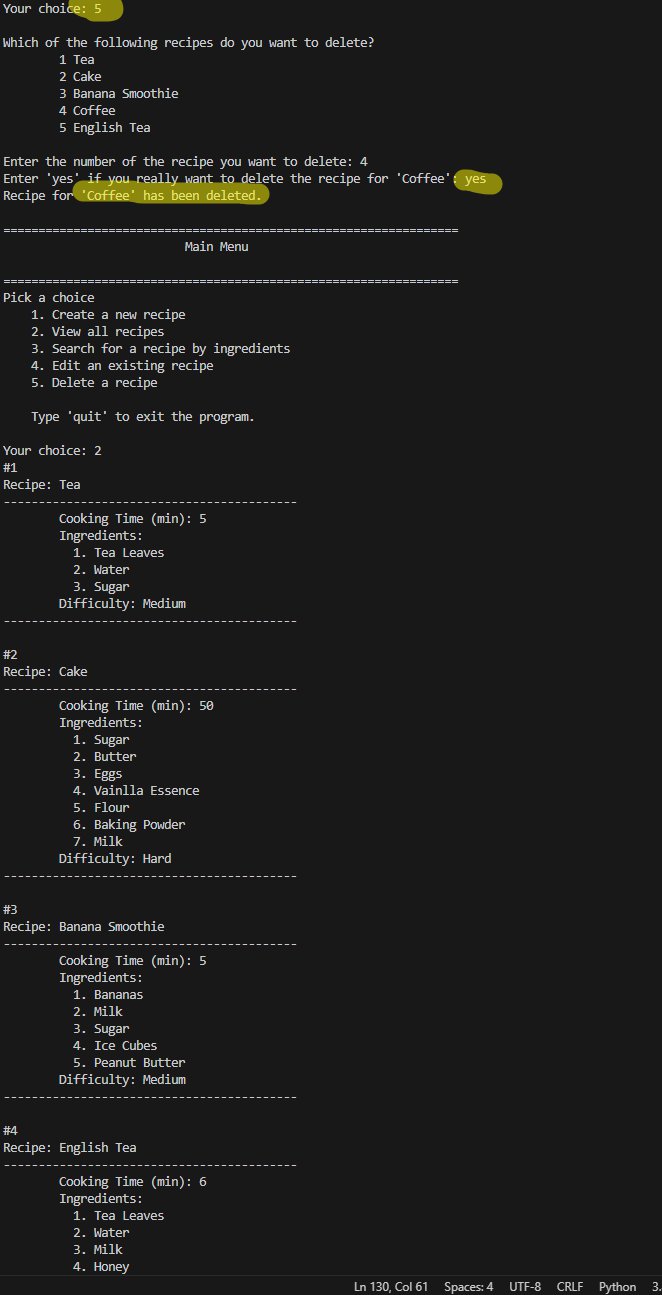 Your choice: 5
Which of the following recipes do you want to delete?
1 Tea
2 Cake
3 Banana Smoothie
4 Coffee
5 English Tea
Enter the number of the recipe you want to delete: 4
Enter 'yes' if you really want to delete the recipe for 'Coffee': yes
Recipe for 'Coffee' has been deleted.
=================================================================
Main Menu
=================================================================
Pick a choice
1. Create a new recipe
2. View all recipes
3. Search for a recipe by ingredients
4. Edit an existing recipe
5. Delete a recipe
Type 'quit' to exit the program.
Your choice: 2
#1
Recipe: Tea
------------------------------------------
Cooking Time (min): 5
Ingredients:
1. Tea Leaves
2. Water
3. Sugar
Difficulty: Medium
------------------------------------------
#2
Recipe: Cake
------------------------------------------
Cooking Time (min): 50
Ingredients:
1. Sugar
2. Butter
3. Eggs
4. Vainlla Essence
5. Flour
6. Baking Powder
7. Milk
Difficulty: Hard
------------------------------------------
#3
Recipe: Banana Smoothie
------------------------------------------
Cooking Time (min): 5
Ingredients:
1. Bananas
2. Milk
3. Sugar
4. Ice Cubes
5. Peanut Butter
Difficulty: Medium
------------------------------------------
#4
Recipe: English Tea
------------------------------------------
Cooking Time (min): 6
Ingredients:
1. Tea Leaves
2. Water
3. Milk
4. Honey
Ln 130, Col 61 Spaces: 4 UTF-8 CRLF Python 3.